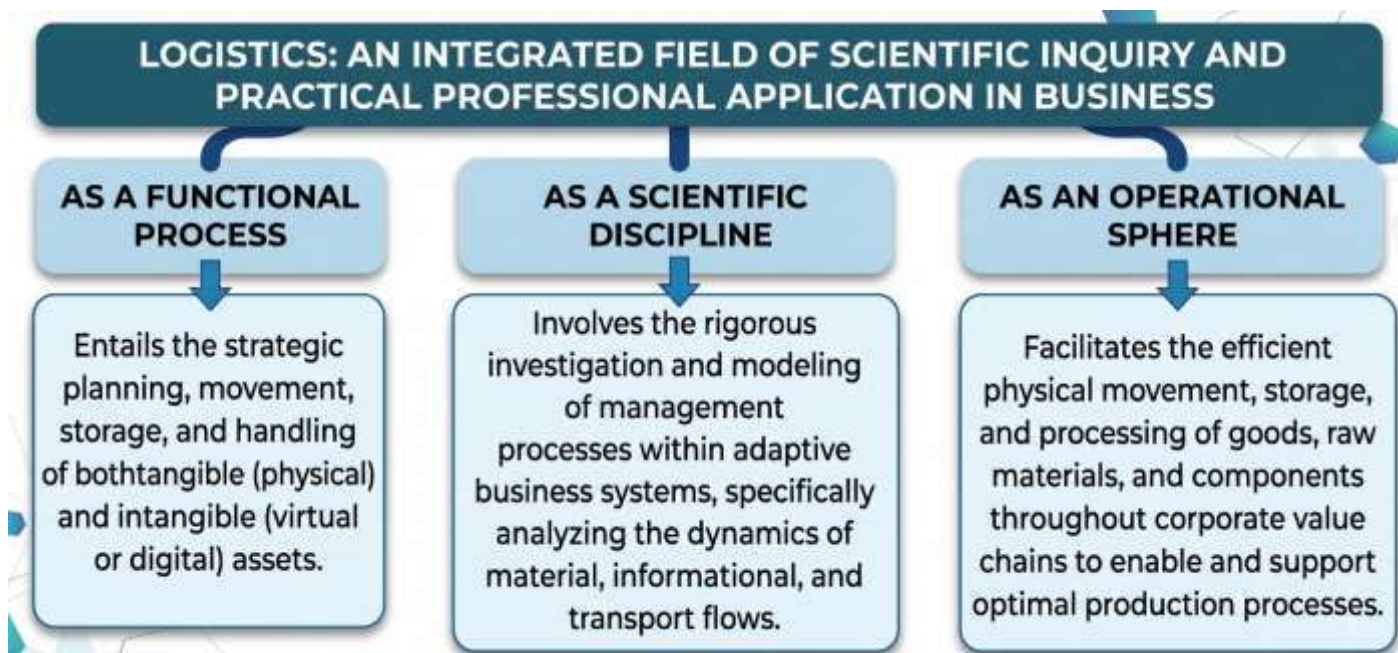 LOGISTICS: AN INTEGRATED FIELD OF SCIENTIFIC INQUIRY AND
PRACTICAL PROFESSIONAL APPLICATION IN BUSINESS
AS A FUNCTIONAL
PROCESS
Entails the strategic
planning, movement,
storage, and handling
of bothtangible (physical)
and intangible (virtual
or digital) assets.
AS A SCIENTIFIC
DISCIPLINE
Involves the rigorous
investigation and modeling
of management
processes within adaptive
business systems, specifically
analyzing the dynamics of
material, informational, and
transport flows.
AS AN OPERATIONAL
SPHERE
Facilitates the efficient
physical movement, storage,
and processing of goods, raw
materials, and components
throughout corporate value
chains to enable and support
optimal production processes.